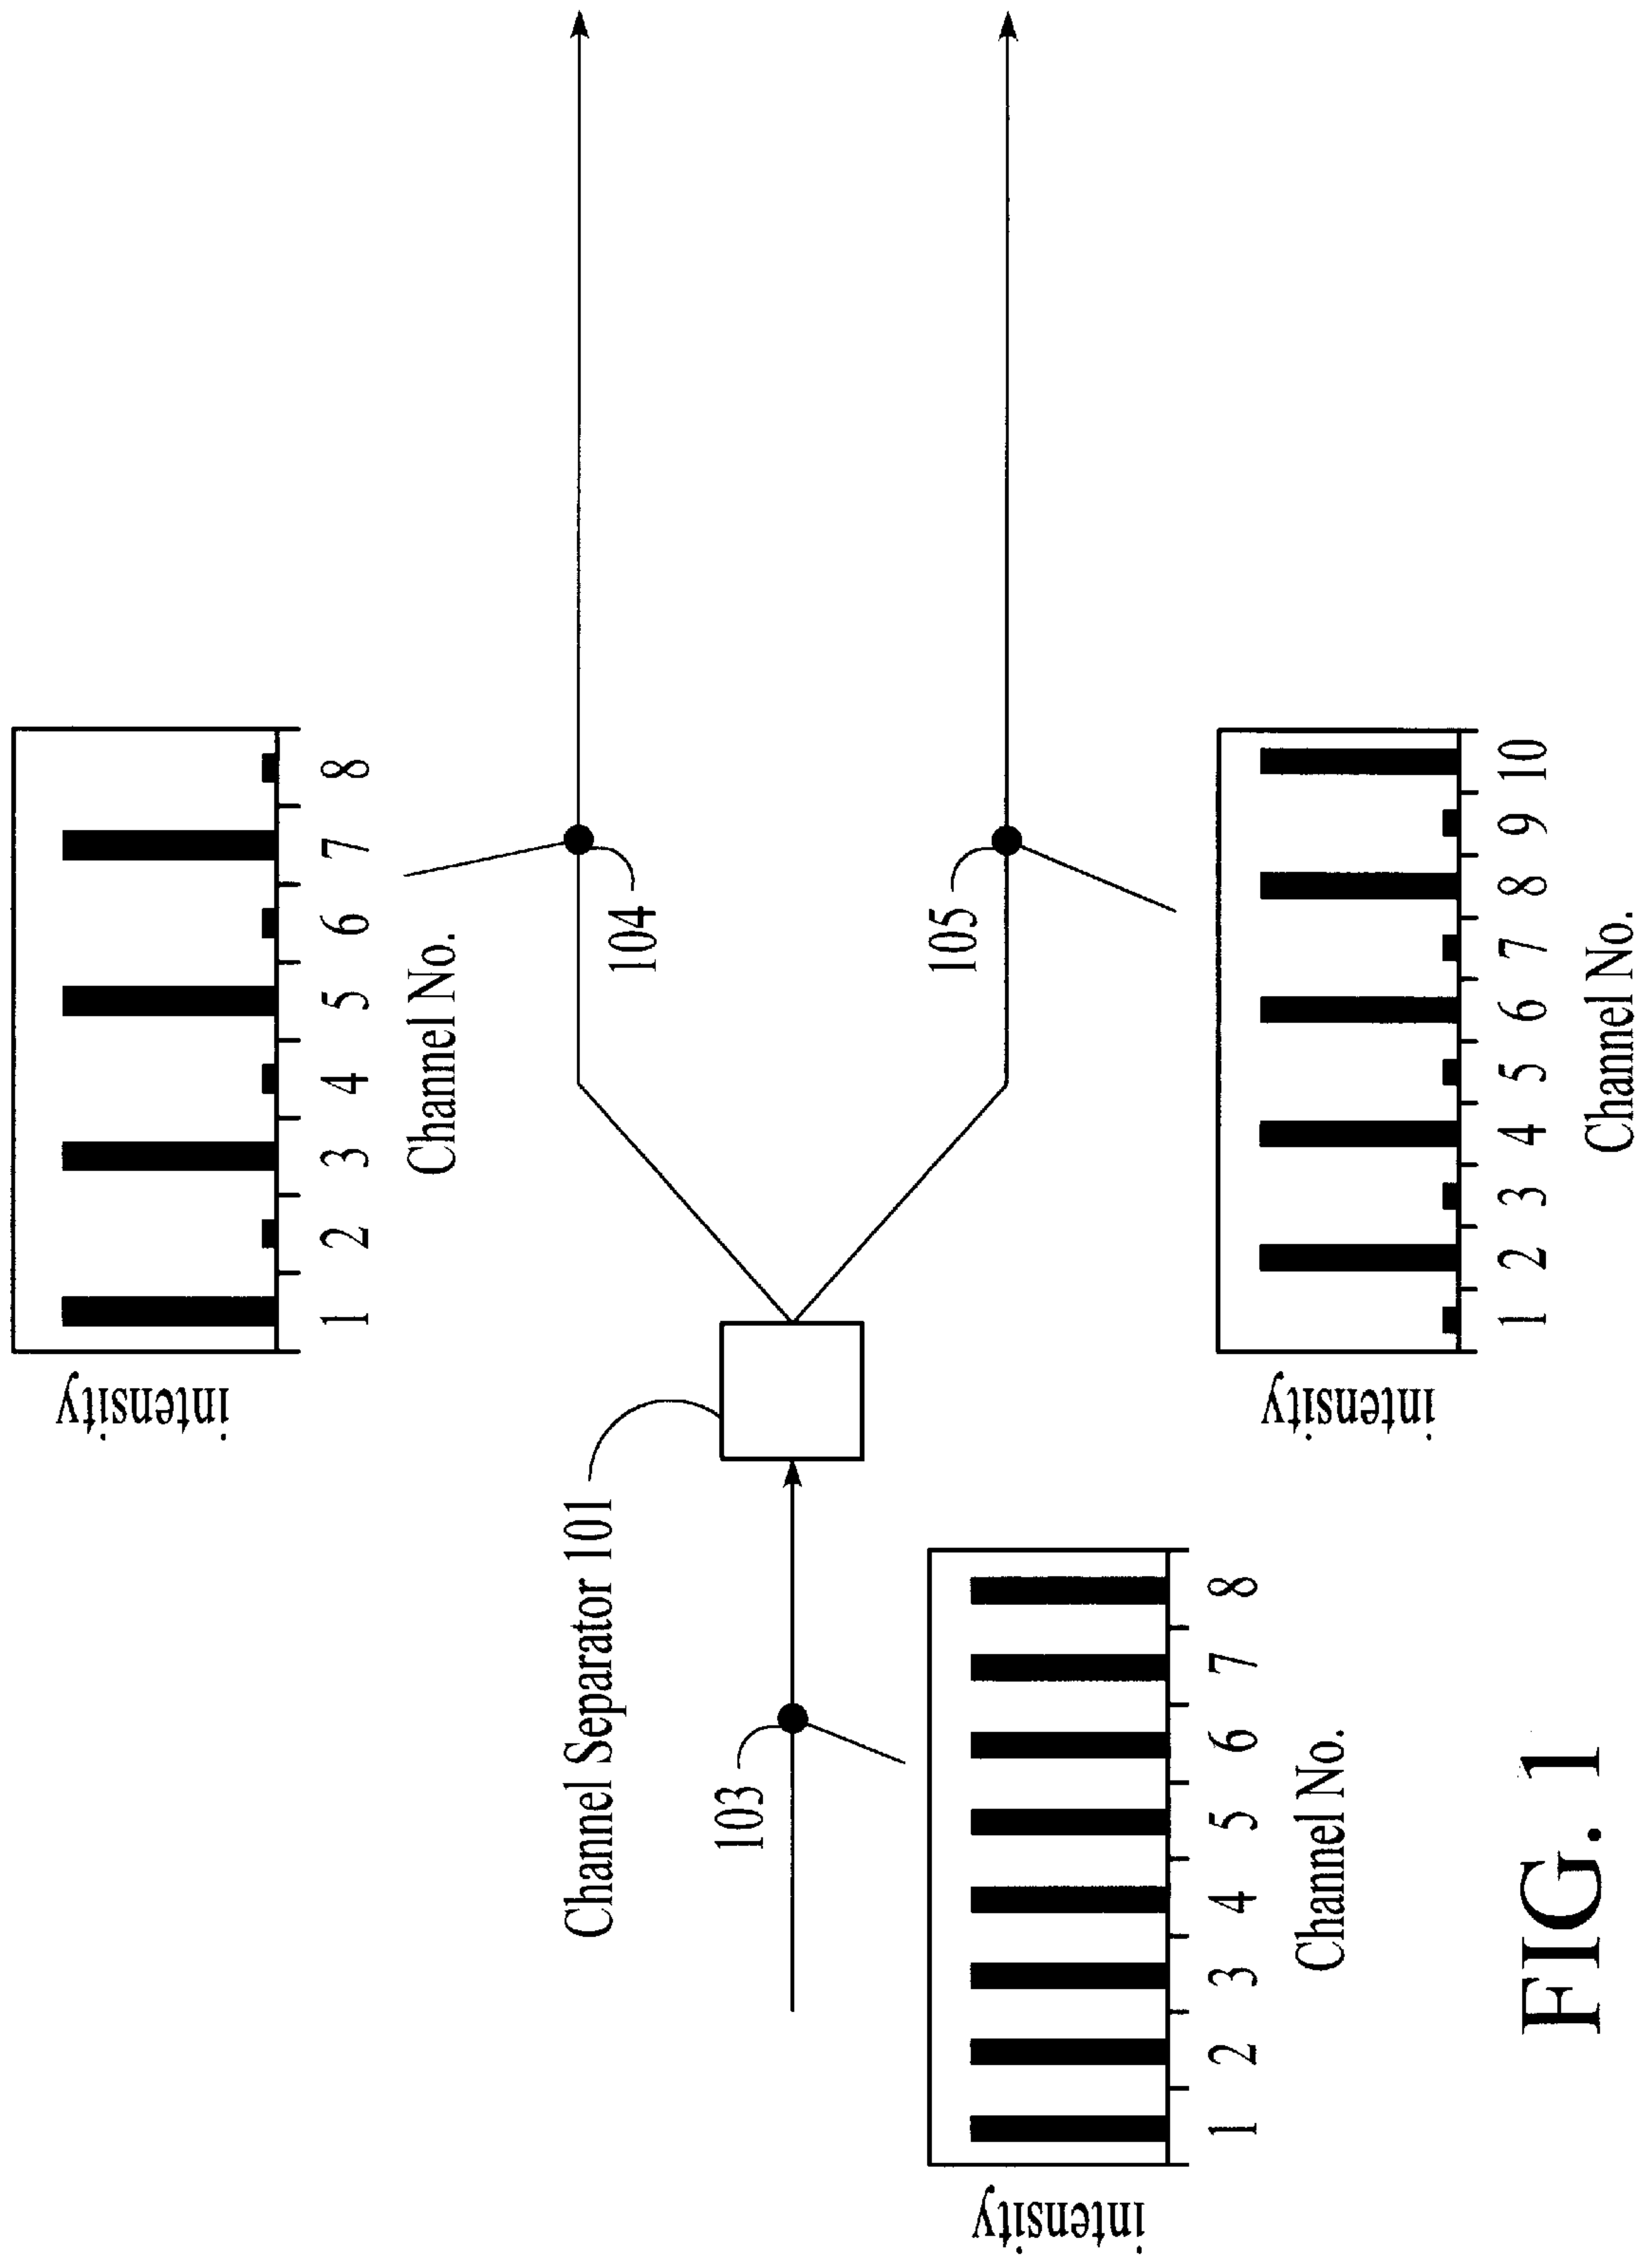 intensity
1 2 3 4 5 6 7 8
Channel No.
104
Channel Separator 101
103
105
intensity
1 2 3 4 5 6 7 8
Channel No.
intensity
1 2 3 4 5 6 7 8 9 10
Channel No.
FIG. 1